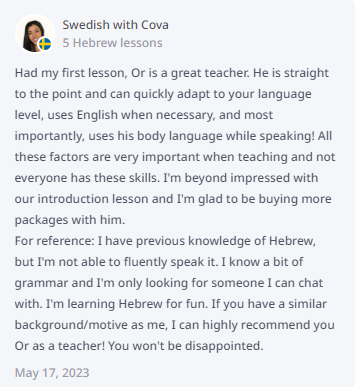 Swedish with Cova
5 Hebrew lessons
Had my first lesson, Or is a great teacher. He is straight
to the point and can quickly adapt to your language
level, uses English when necessary, and most
importantly, uses his body language while speaking! All
these factors are very important when teaching and not
everyone has these skills. I'm beyond impressed with
our introduction lesson and I'm glad to be buying more
packages with him.
For reference: I have previous knowledge of Hebrew,
but I'm not able to fluently speak it. I know a bit of
grammar and I'm only looking for someone I can chat
with. I'm learning Hebrew for fun. If you have a similar
background/motive as me, I can highly recommend you
Or as a teacher! You won't be disappointed.
May 17, 2023